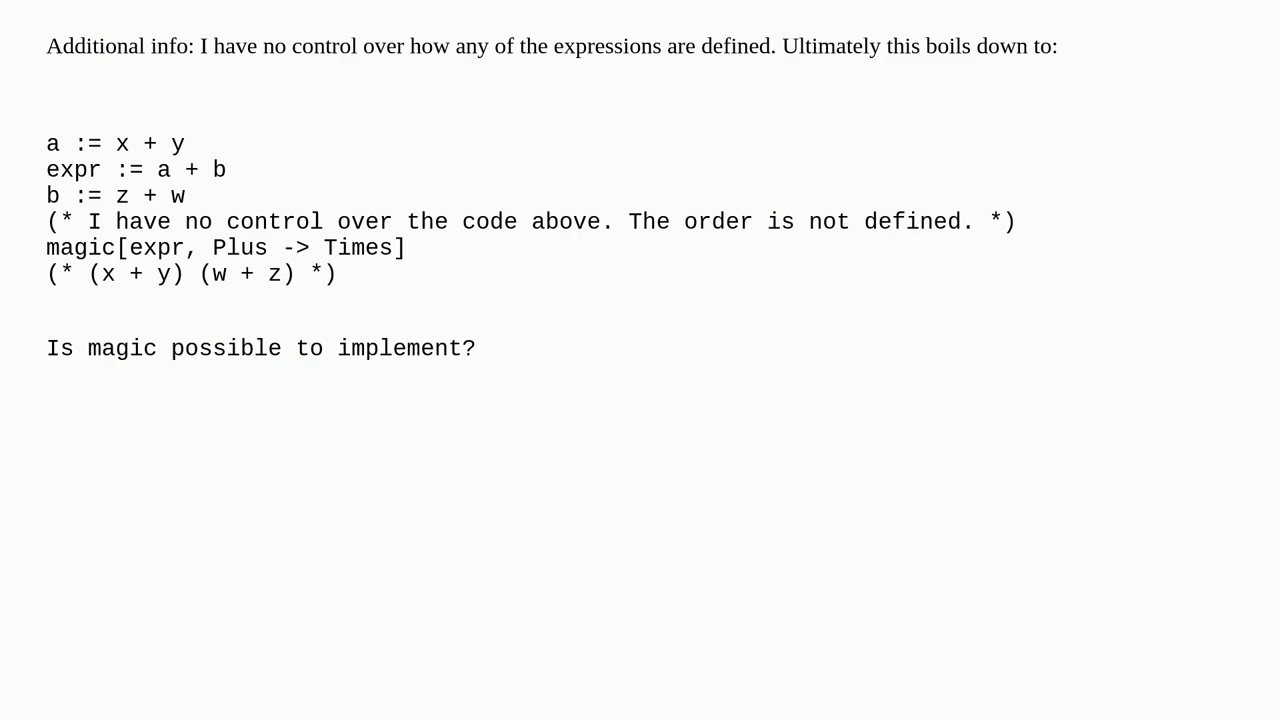 Additional info: I have no control over how any of the expressions are defined. Ultimately this boils down to:
a := x + y
expr := a + b
b := z + w
(* I have no control over the code above. The order is not defined. *)
magic[expr, Plus -> Times]
(* (x + y) (w + z) *)
Is magic possible to implement?